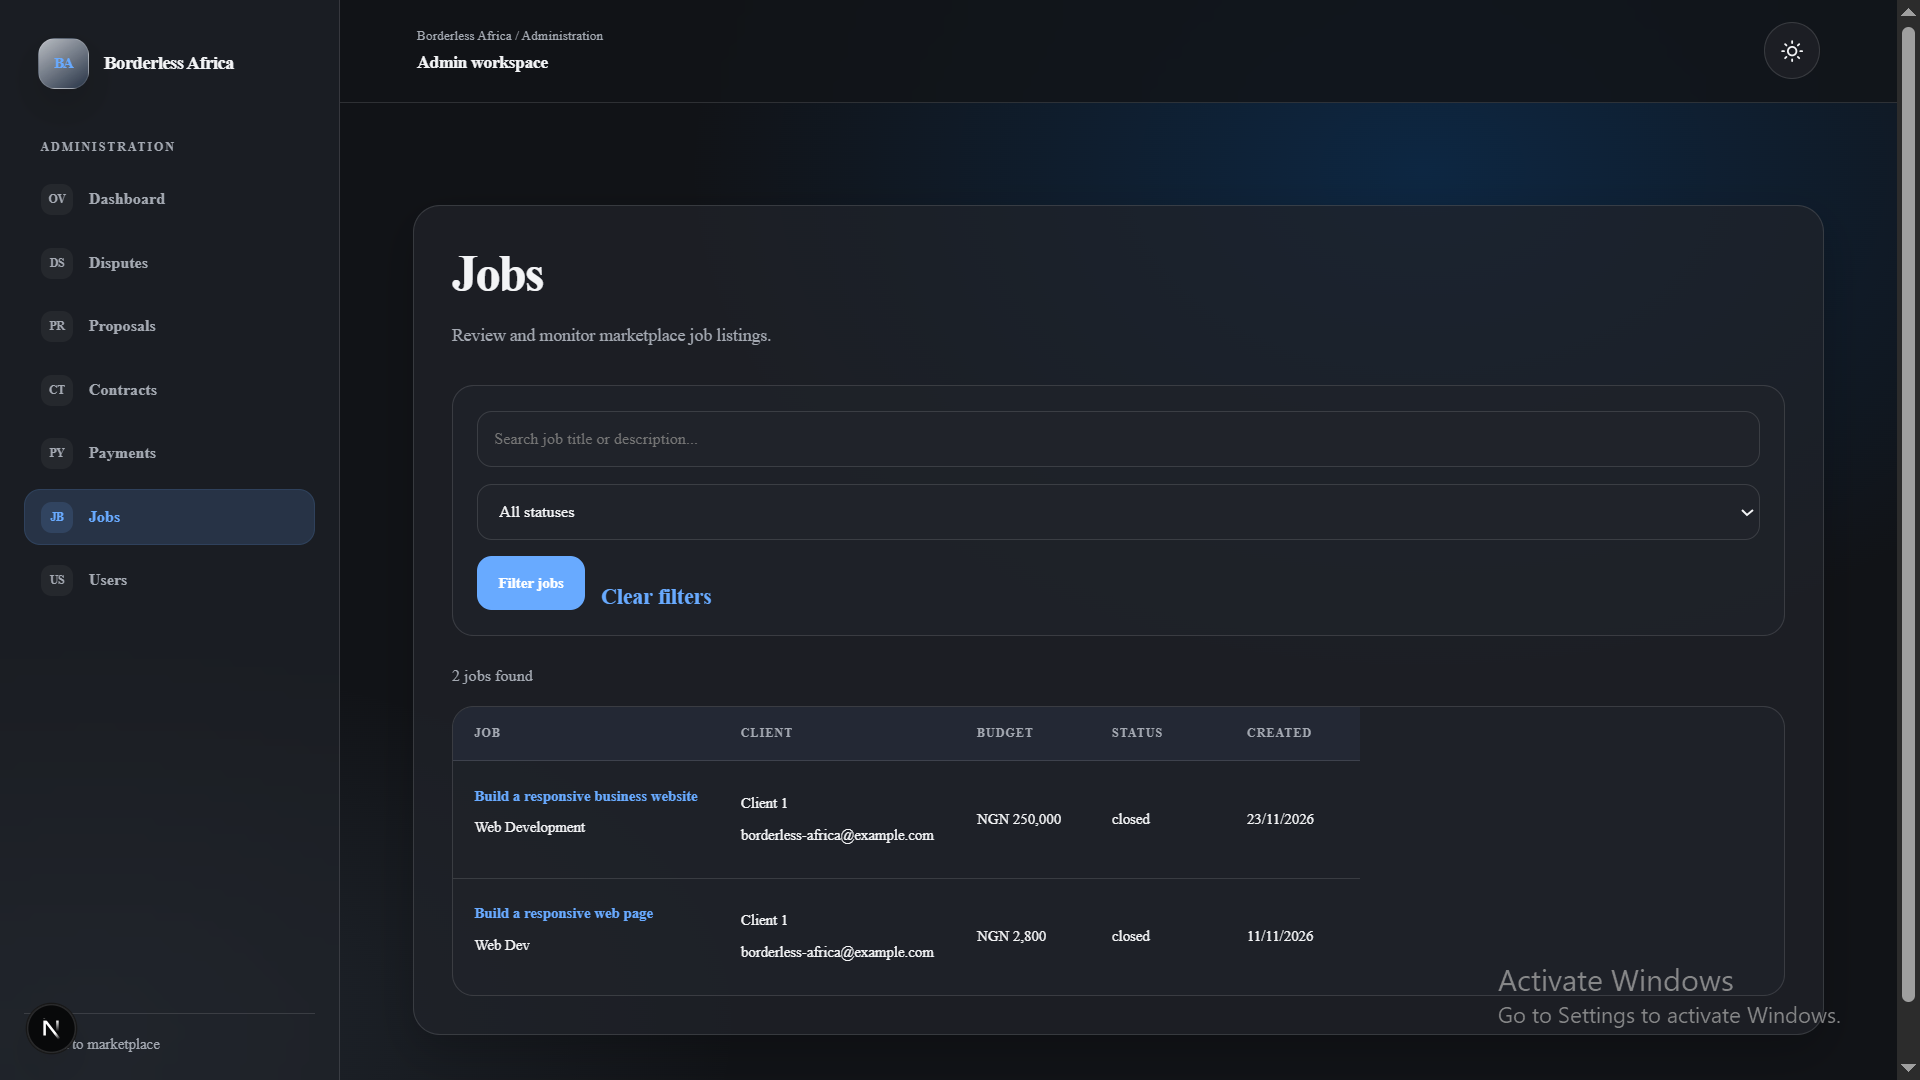 BA
Borderless Africa
ADMINISTRATION
OV Dashboard
DS Disputes
PR Proposals
CT Contracts
PY Payments
JB Jobs
US Users
N
to marketplace
Borderless Africa / Administration
Admin workspace
Jobs
Review and monitor marketplace job listings.
Search job title or description...
All statuses
Filter jobs Clear filters
2 jobs found
JOB CLIENT BUDGET STATUS CREATED
Build a responsive business website
Web Development
Client 1
borderless-africa@example.com
NGN 250,000 closed 23/11/2026
Build a responsive web page
Web Dev
Client 1
borderless-africa@example.com
NGN 2,800 closed 11/11/2026
Activate Windows
Go to Settings to activate Windows.